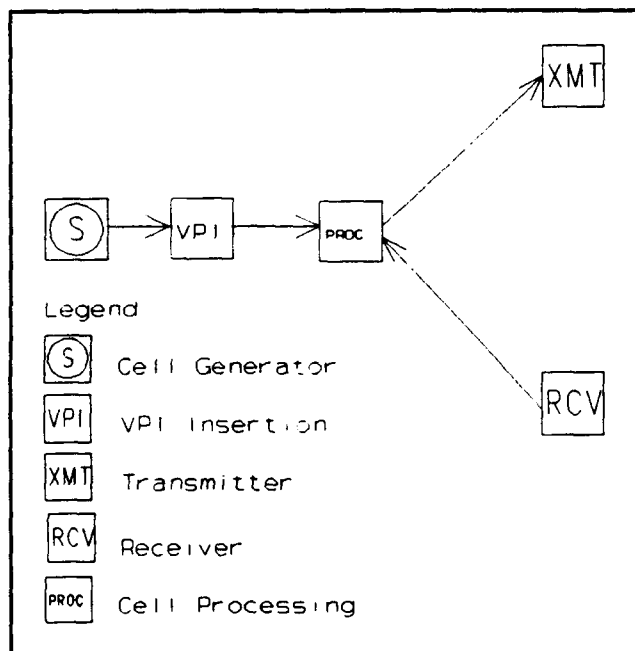 XMT
S
VPI
PROC
Legend
S Cell Generator
RCV
VPI VPI Insertion
XMT Transmitter
RCV Receiver
PROC Cell Processing